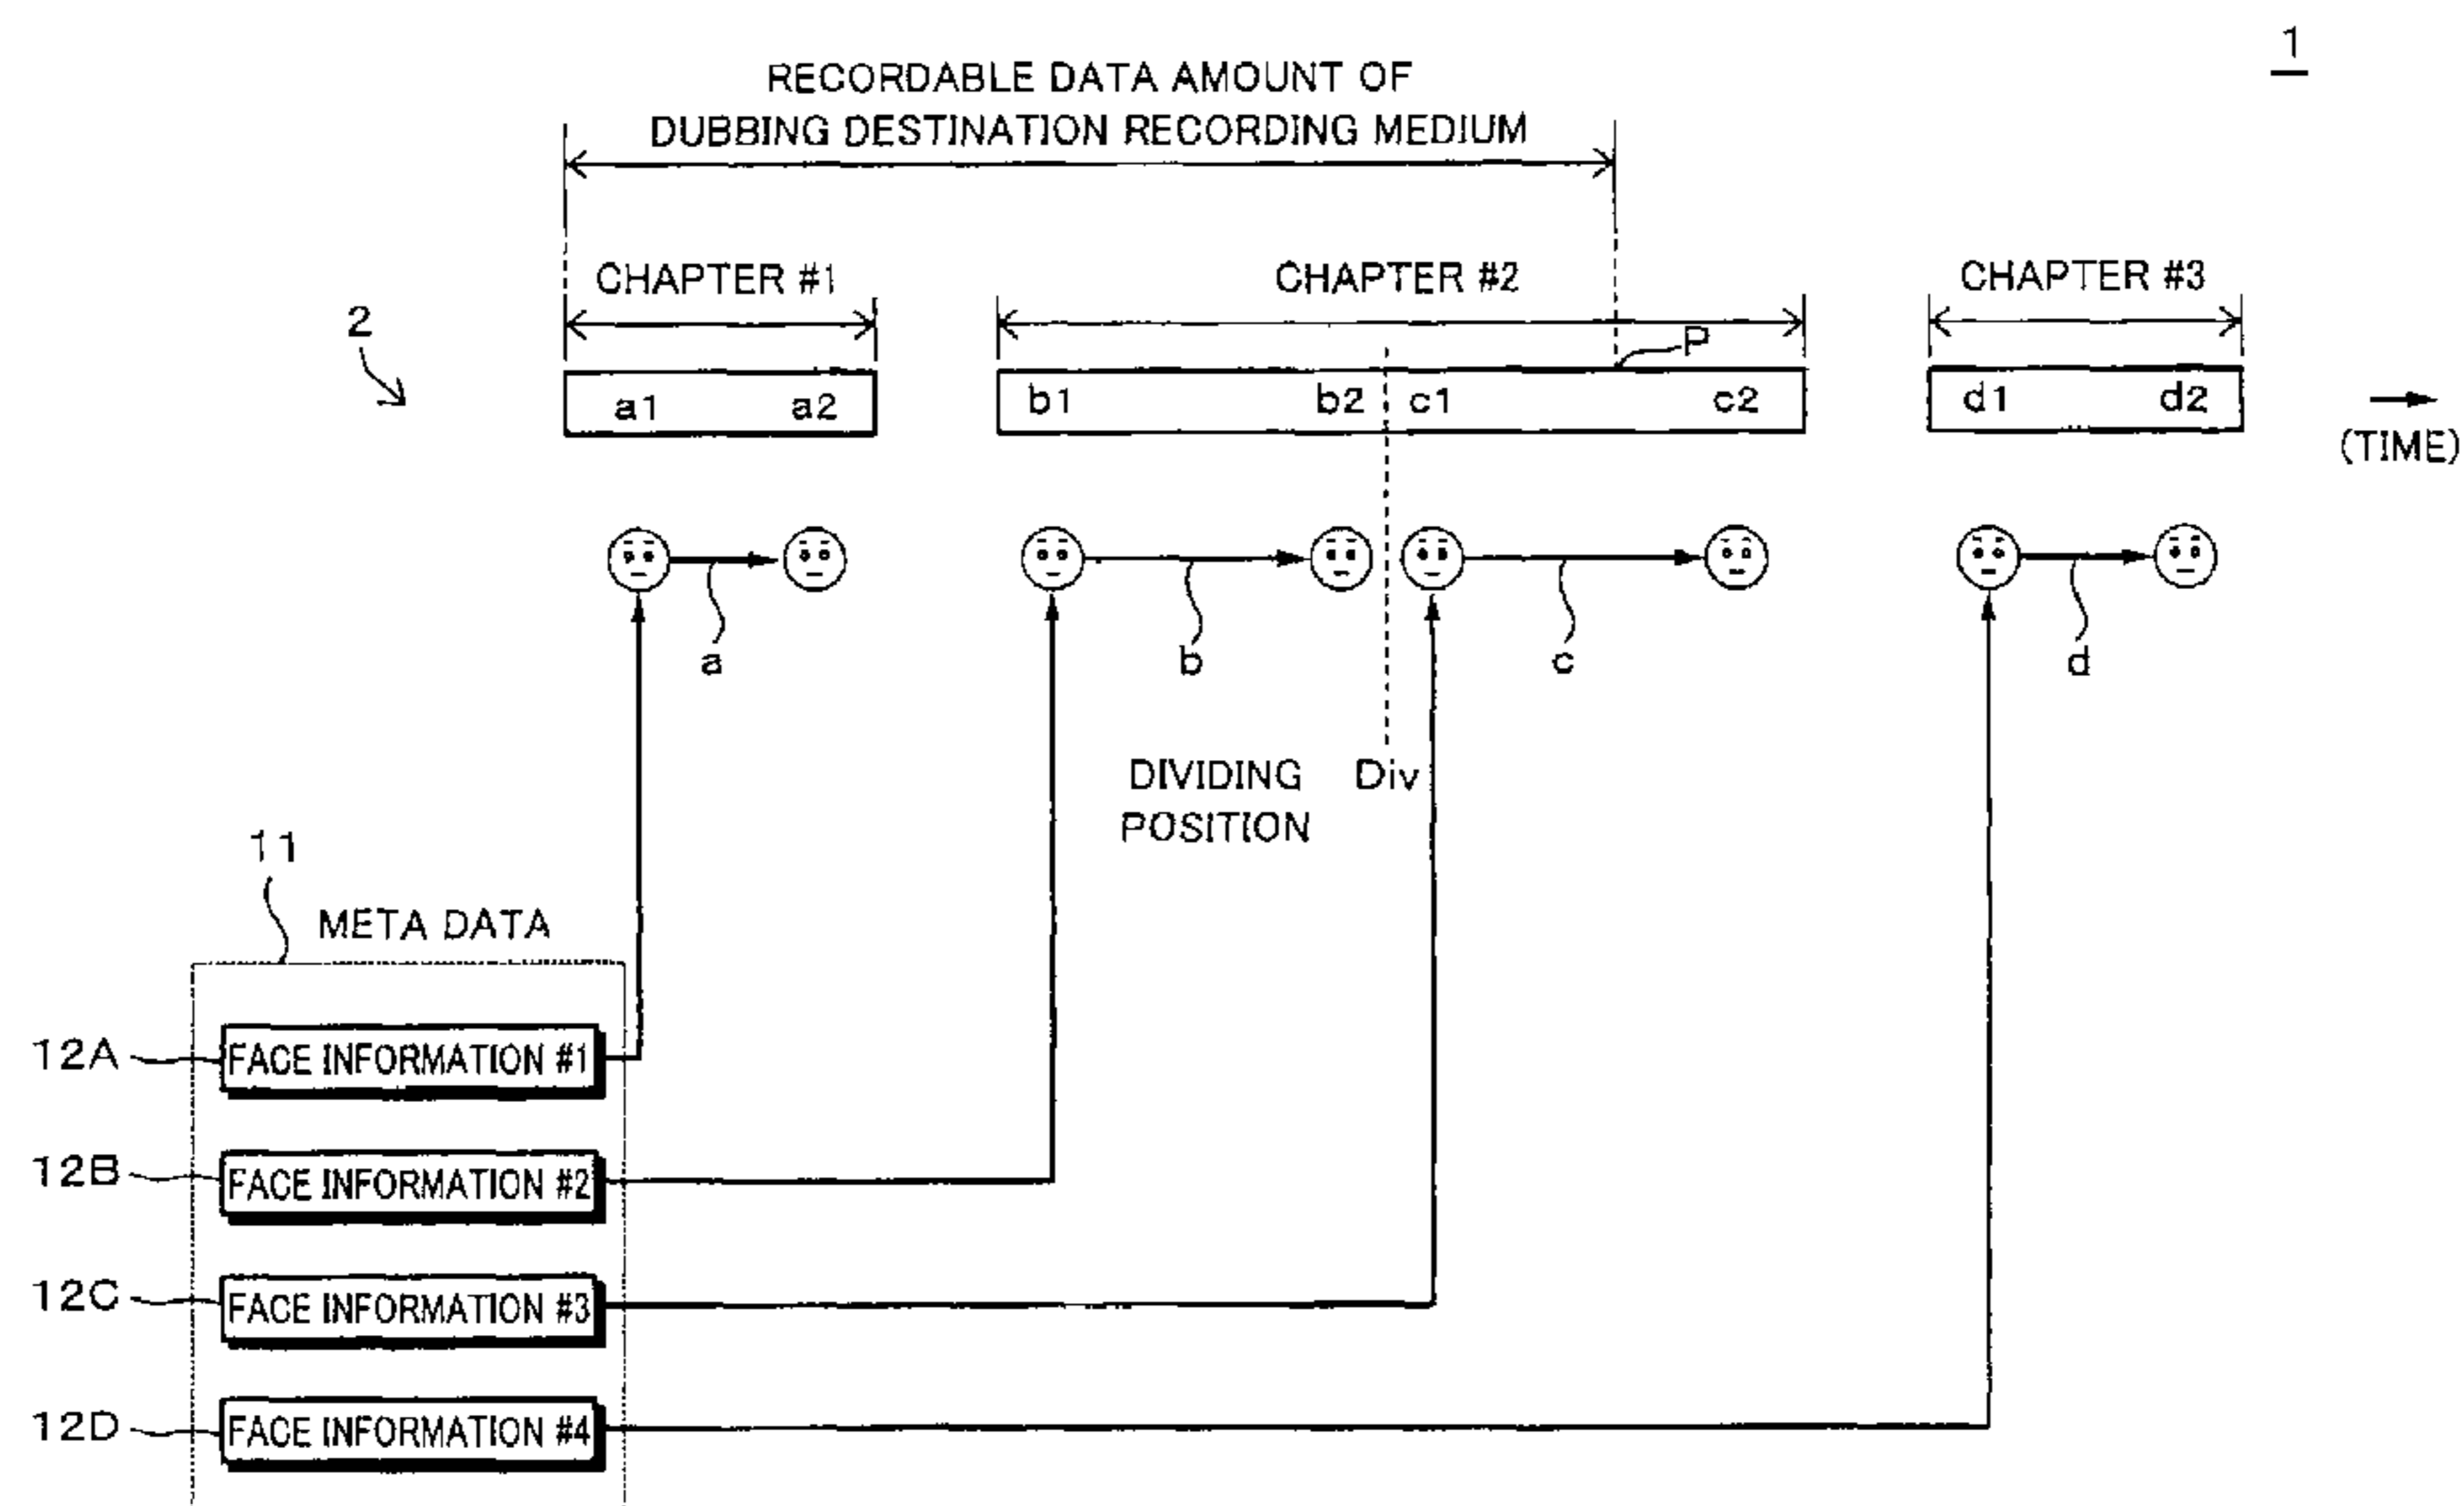 1
RECORDABLE DATA AMOUNT OF
DUBBING DESTINATION RECORDING MEDIUM
CHAPTER #1
CHAPTER #2
CHAPTER #3
2
P
a1 a2
b1 b2 c1 c2
d1 d2
(TIME)
a
b
c
d
DIVIDING Div
POSITION
11
META DATA
12A FACE INFORMATION #1
12B FACE INFORMATION #2
12C FACE INFORMATION #3
12D FACE INFORMATION #4